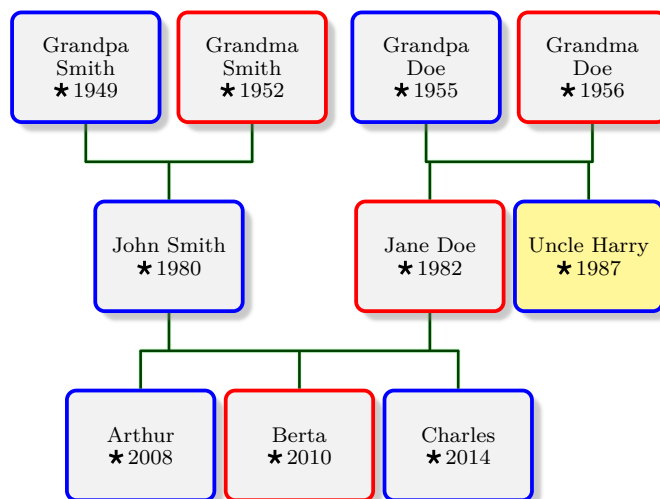 Grandpa
Smith
★1949
Grandma
Smith
★1952
Grandpa
Doe
★1955
Grandma
Doe
★1956
John Smith
★1980
Jane Doe
★1982
Uncle Harry
★1987
Arthur
★2008
Berta
★2010
Charles
★2014